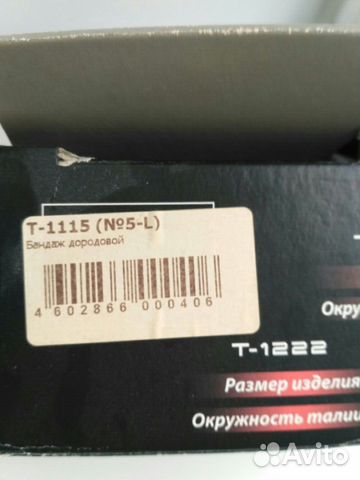 T-1115 (№5-L)
Бандаж дородовой
4 602866 000406
Окру
T-1222
Размер изделия
Окружность талии
Avito